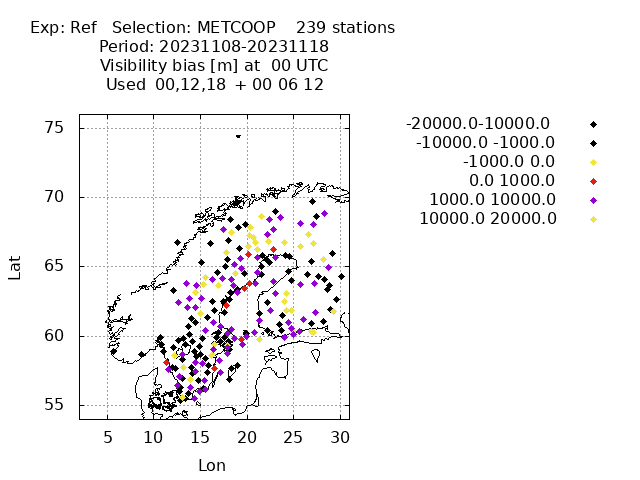 Exp: Ref   Selection: METCOOP    239 stations
Period: 20231108-20231118
Visibility bias [m] at  00 UTC
Used  00,12,18  + 00 06 12
-20000.0-10000.0
-10000.0 -1000.0
-1000.0 0.0
0.0 1000.0
1000.0 10000.0
10000.0 20000.0
75
70
65
60
55
Lat
5 10 15 20 25 30
Lon